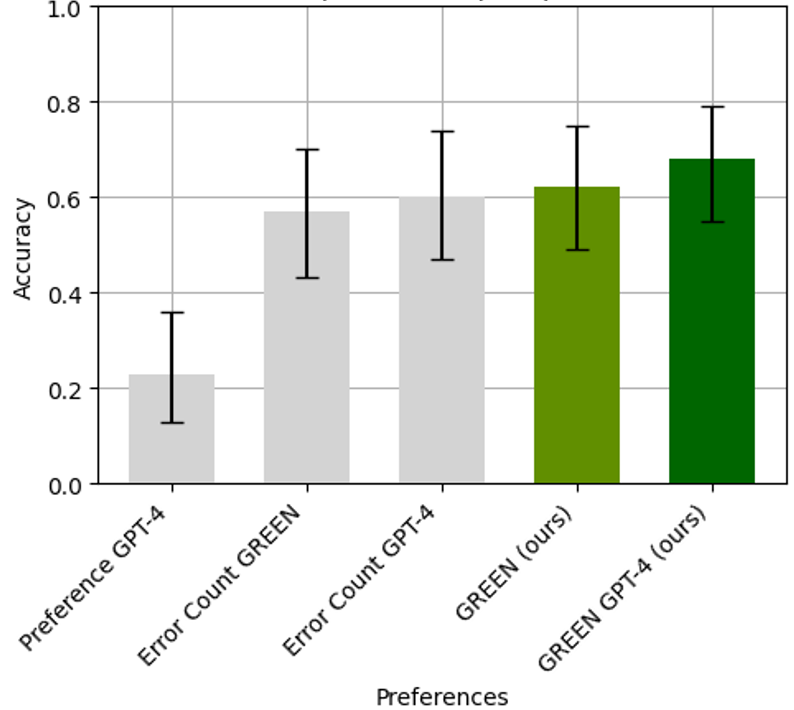 1.0
0.8
0.6
0.4
0.2
0.0
Accuracy
Preference GPT-4
Error Count GREEN
Error Count GPT-4
GREEN (ours)
GREEN GPT-4 (ours)
Preferences